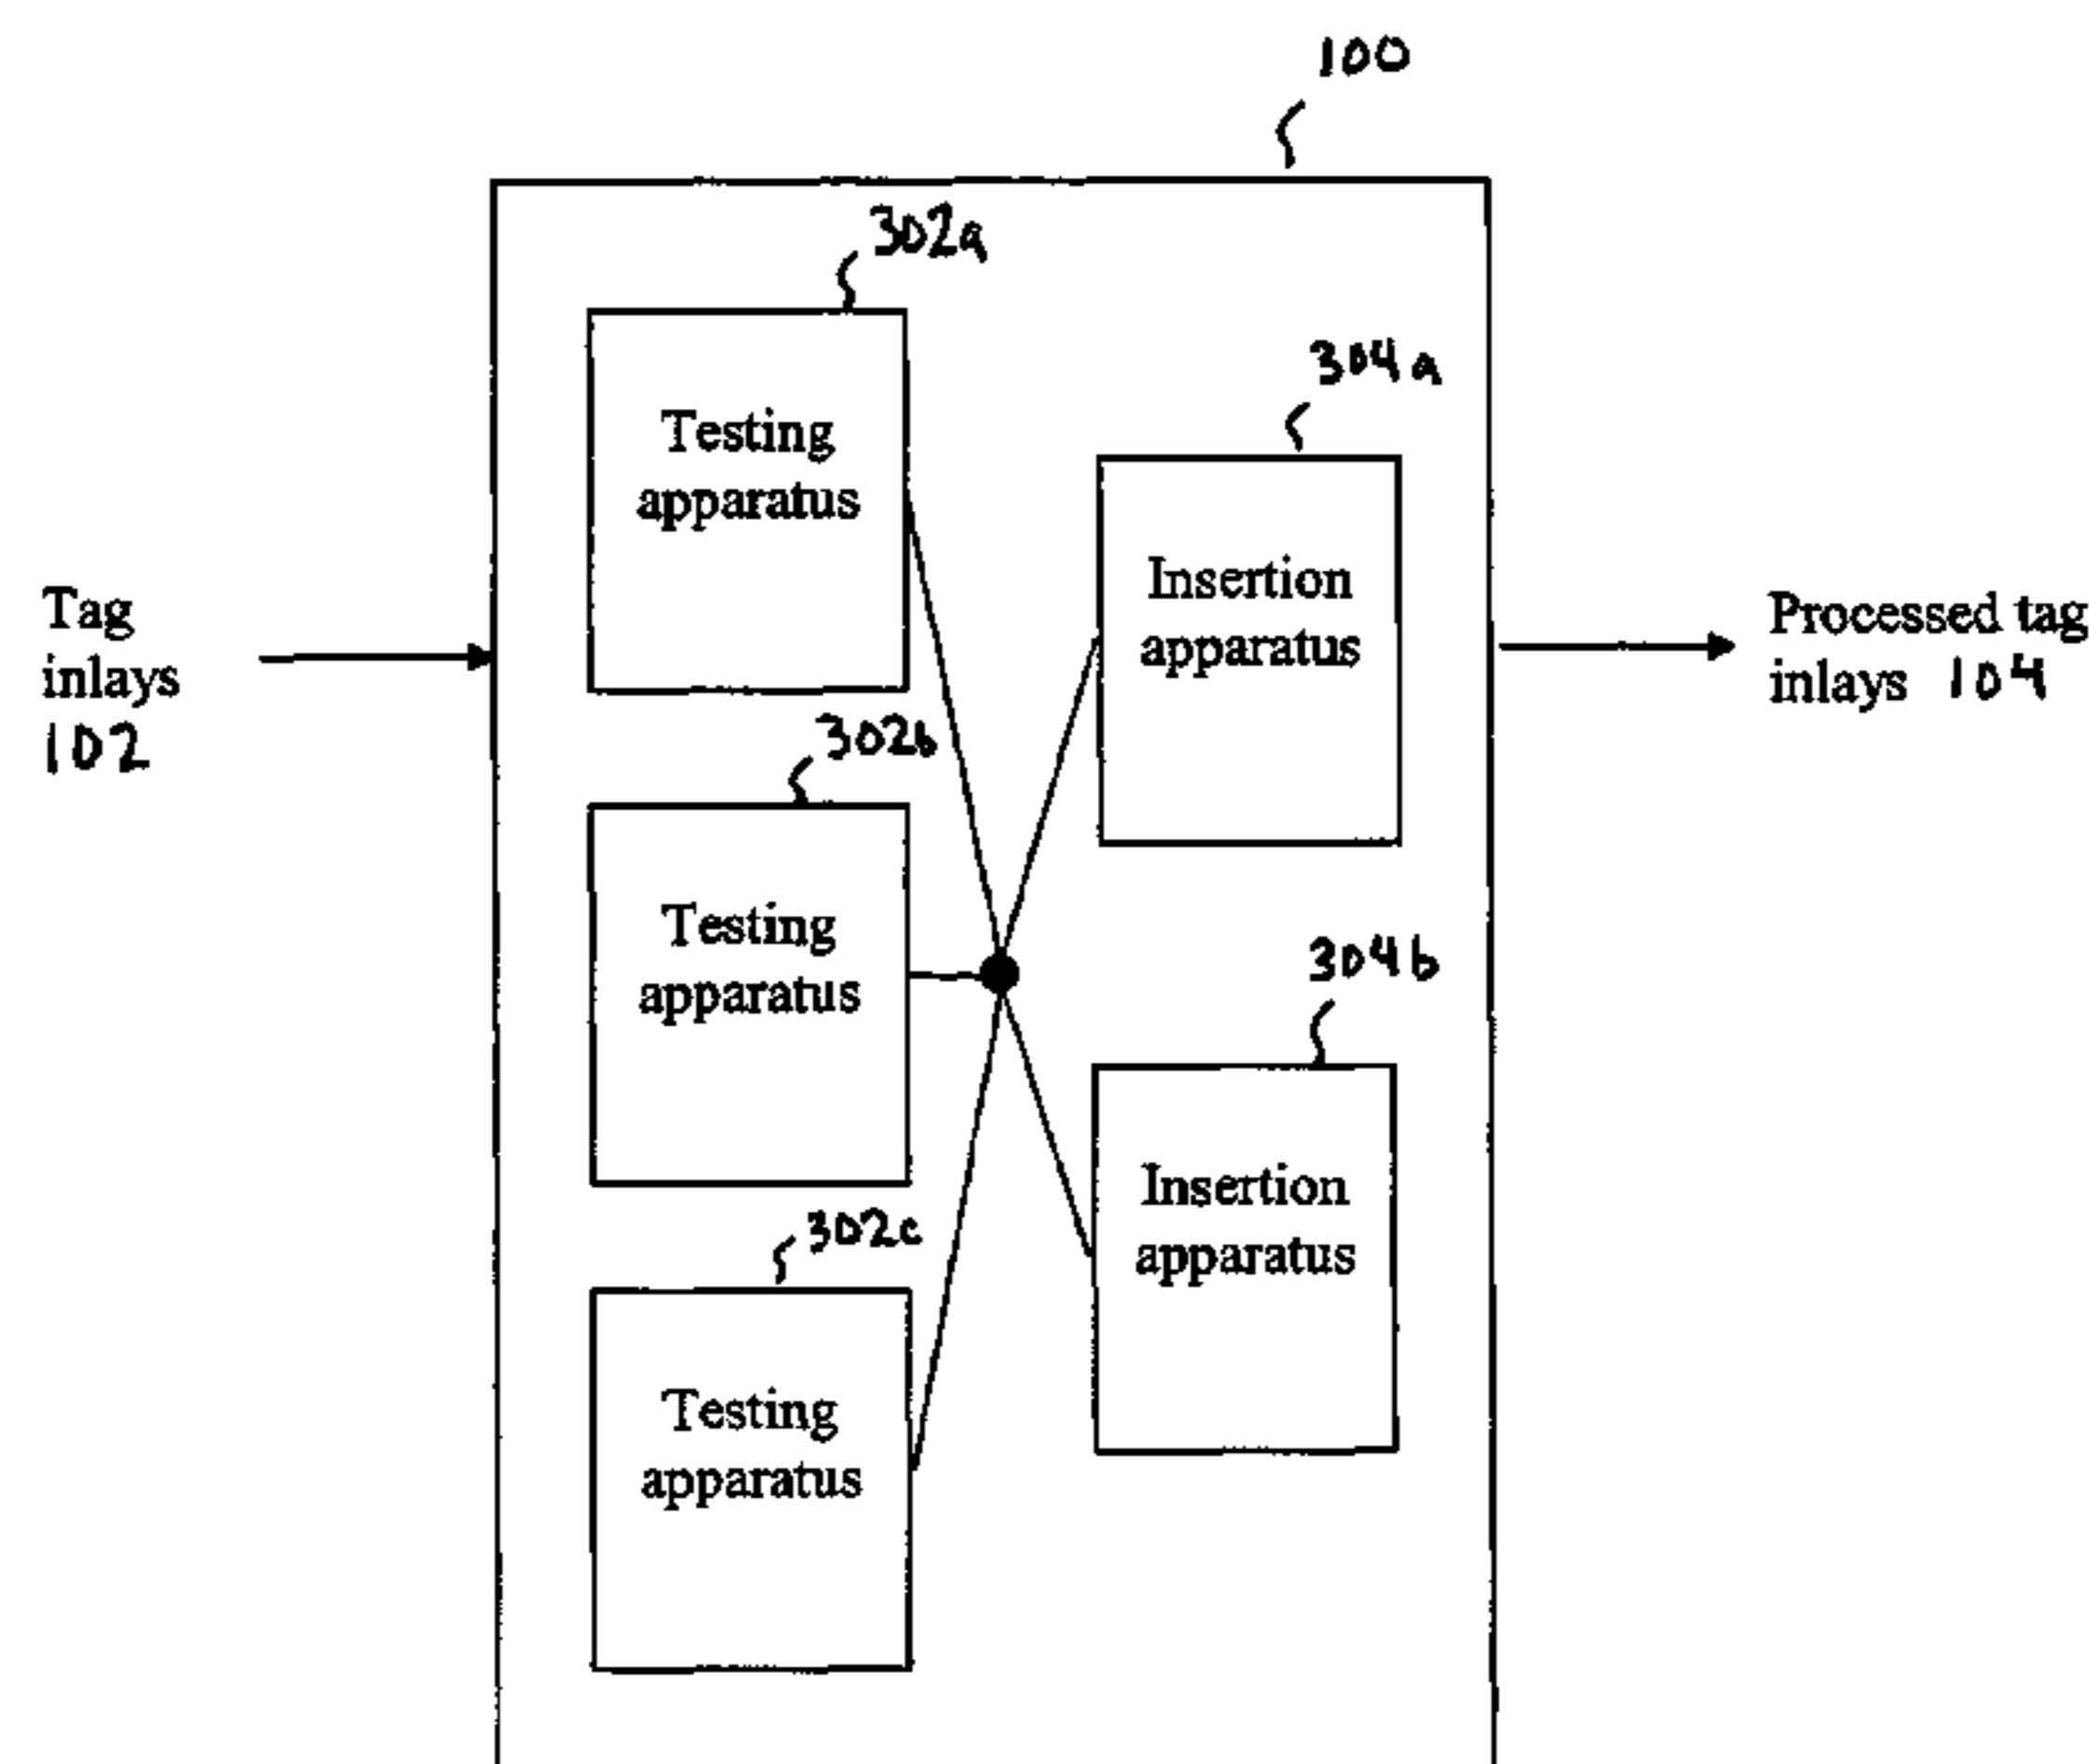 100
302a
Testing
apparatus
304a
Insertion
apparatus
Tag
inlays
102
Processed tag
inlays 104
302b
Testing
apparatus
304b
Insertion
apparatus
302c
Testing
apparatus